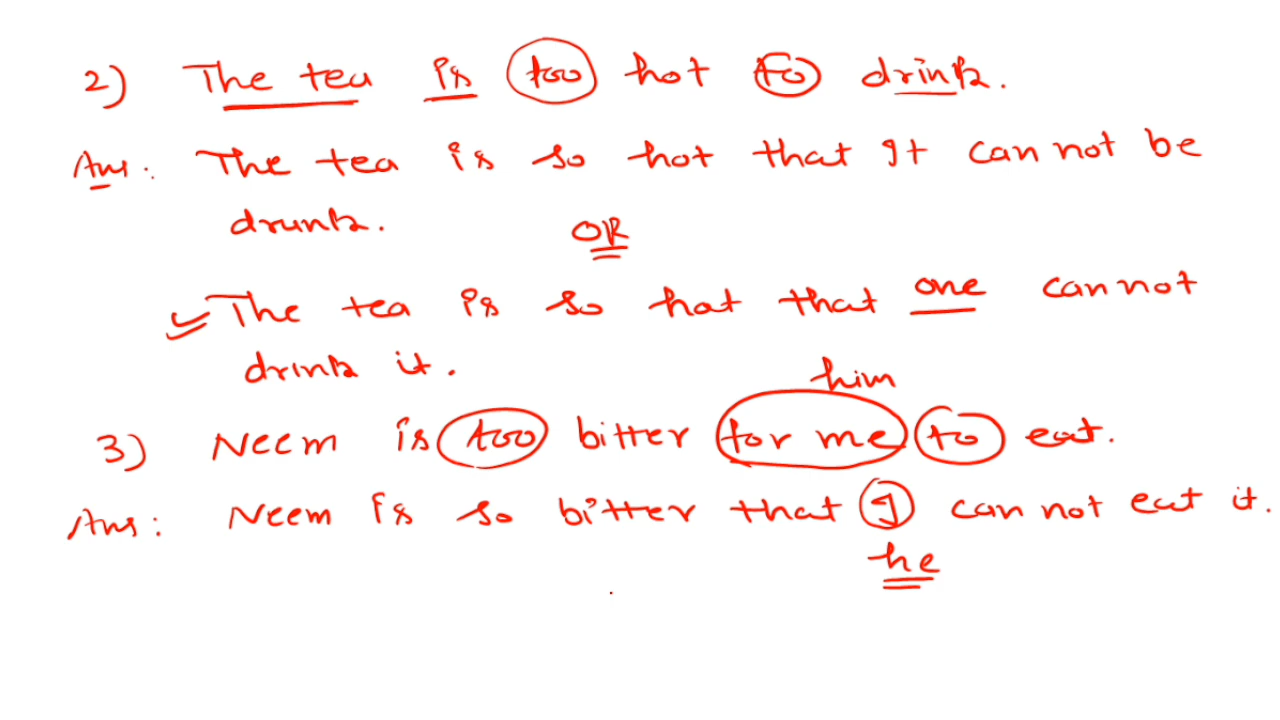 2) The tea is too hot to drink.
Ans: The tea is so hot that It can not be
drunk.
OR
The tea is so hot that one can not
drink it.
him
3) Neem is too bitter for me to eat.
Ans: Neem is so bitter that I can not eat it.
he